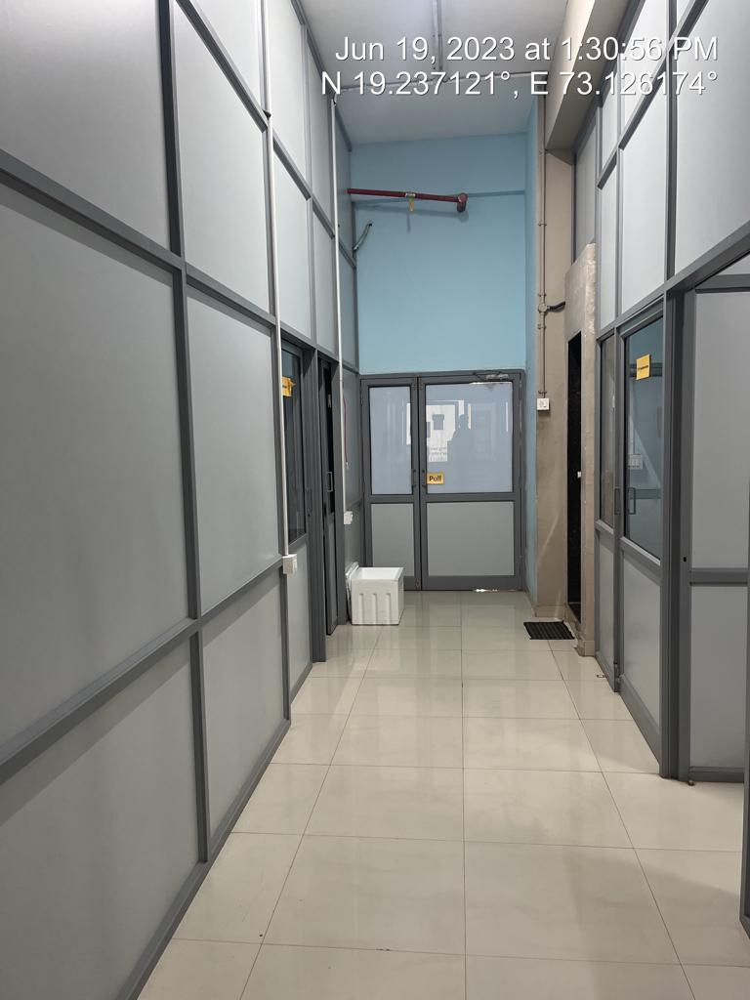 Jun 19, 2023 at 1:30:56 PM
N 19.237121°, E 73.126174°
Pull